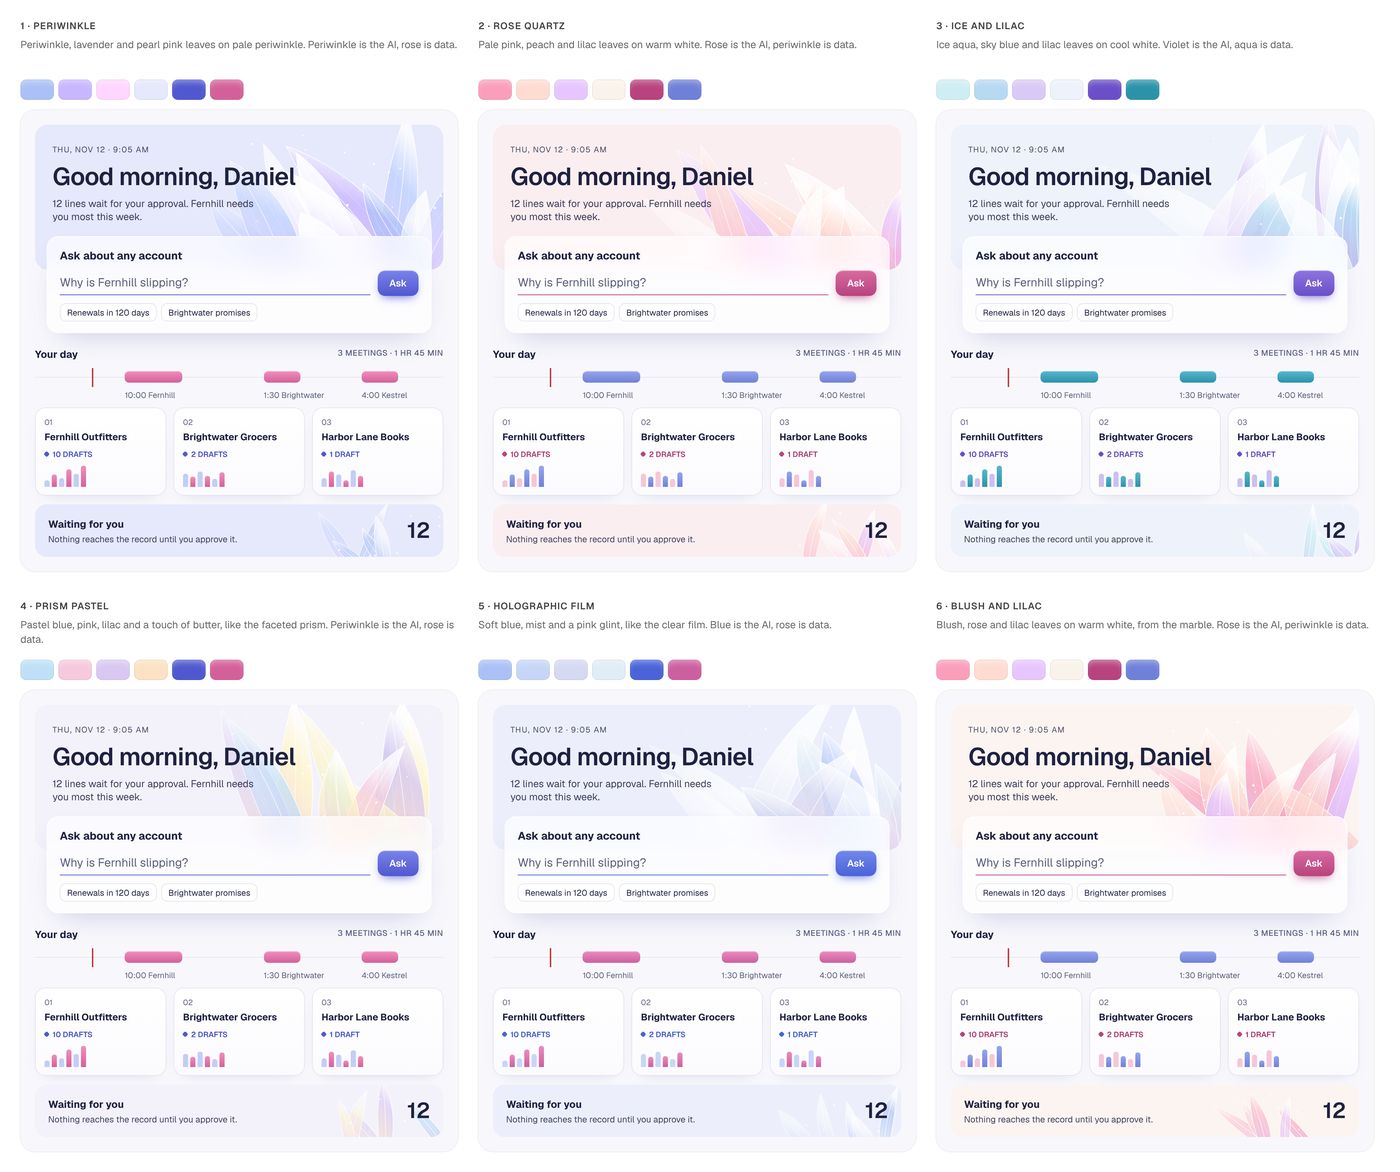 1 · PERIWINKLE
Periwinkle, lavender and pearl pink leaves on pale periwinkle. Periwinkle is the AI, rose is data.
THU, NOV 12 · 9:05 AM
Good morning, Daniel
12 lines wait for your approval. Fernhill needs
you most this week.
Ask about any account
Why is Fernhill slipping?
Ask
Renewals in 120 days
Brightwater promises
Your day
3 MEETINGS · 1 HR 45 MIN
10:00 Fernhill
1:30 Brightwater
4:00 Kestrel
01
Fernhill Outfitters
10 DRAFTS
02
Brightwater Grocers
2 DRAFTS
03
Harbor Lane Books
1 DRAFT
Waiting for you
Nothing reaches the record until you approve it.
12
2 · ROSE QUARTZ
Pale pink, peach and lilac leaves on warm white. Rose is the AI, periwinkle is data.
THU, NOV 12 · 9:05 AM
Good morning, Daniel
12 lines wait for your approval. Fernhill needs
you most this week.
Ask about any account
Why is Fernhill slipping?
Ask
Renewals in 120 days
Brightwater promises
Your day
3 MEETINGS · 1 HR 45 MIN
10:00 Fernhill
1:30 Brightwater
4:00 Kestrel
01
Fernhill Outfitters
10 DRAFTS
02
Brightwater Grocers
2 DRAFTS
03
Harbor Lane Books
1 DRAFT
Waiting for you
Nothing reaches the record until you approve it.
12
3 · ICE AND LILAC
Ice aqua, sky blue and lilac leaves on cool white. Violet is the AI, aqua is data.
THU, NOV 12 · 9:05 AM
Good morning, Daniel
12 lines wait for your approval. Fernhill needs
you most this week.
Ask about any account
Why is Fernhill slipping?
Ask
Renewals in 120 days
Brightwater promises
Your day
3 MEETINGS · 1 HR 45 MIN
10:00 Fernhill
1:30 Brightwater
4:00 Kestrel
01
Fernhill Outfitters
10 DRAFTS
02
Brightwater Grocers
2 DRAFTS
03
Harbor Lane Books
1 DRAFT
Waiting for you
Nothing reaches the record until you approve it.
12
4 · PRISM PASTEL
Pastel blue, pink, lilac and a touch of butter, like the faceted prism. Periwinkle is the AI, rose is
data.
THU, NOV 12 · 9:05 AM
Good morning, Daniel
12 lines wait for your approval. Fernhill needs
you most this week.
Ask about any account
Why is Fernhill slipping?
Ask
Renewals in 120 days
Brightwater promises
Your day
3 MEETINGS · 1 HR 45 MIN
10:00 Fernhill
1:30 Brightwater
4:00 Kestrel
01
Fernhill Outfitters
10 DRAFTS
02
Brightwater Grocers
2 DRAFTS
03
Harbor Lane Books
1 DRAFT
Waiting for you
Nothing reaches the record until you approve it.
12
5 · HOLOGRAPHIC FILM
Soft blue, mist and a pink glint, like the clear film. Blue is the AI, rose is data.
THU, NOV 12 · 9:05 AM
Good morning, Daniel
12 lines wait for your approval. Fernhill needs
you most this week.
Ask about any account
Why is Fernhill slipping?
Ask
Renewals in 120 days
Brightwater promises
Your day
3 MEETINGS · 1 HR 45 MIN
10:00 Fernhill
1:30 Brightwater
4:00 Kestrel
01
Fernhill Outfitters
10 DRAFTS
02
Brightwater Grocers
2 DRAFTS
03
Harbor Lane Books
1 DRAFT
Waiting for you
Nothing reaches the record until you approve it.
12
6 · BLUSH AND LILAC
Blush, rose and lilac leaves on warm white, from the marble. Rose is the AI, periwinkle is data.
THU, NOV 12 · 9:05 AM
Good morning, Daniel
12 lines wait for your approval. Fernhill needs
you most this week.
Ask about any account
Why is Fernhill slipping?
Ask
Renewals in 120 days
Brightwater promises
Your day
3 MEETINGS · 1 HR 45 MIN
10:00 Fernhill
1:30 Brightwater
4:00 Kestrel
01
Fernhill Outfitters
10 DRAFTS
02
Brightwater Grocers
2 DRAFTS
03
Harbor Lane Books
1 DRAFT
Waiting for you
Nothing reaches the record until you approve it.
12